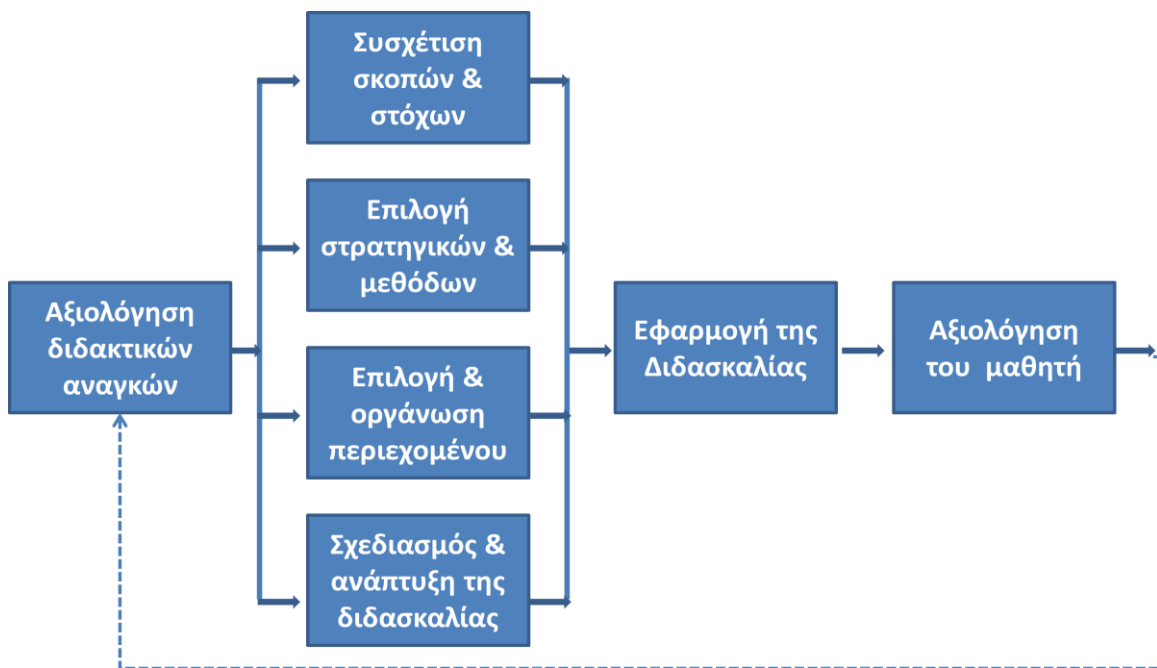 Αξιολόγηση
διδακτικών
αναγκών
Συσχέτιση
σκοπών &
στόχων
Επιλογή
στρατηγικών &
μεθόδων
Επιλογή &
οργάνωση
περιεχομένου
Σχεδιασμός &
ανάπτυξη της
διδασκαλίας
Εφαρμογή της
Διδασκαλίας
Αξιολόγηση
του μαθητή